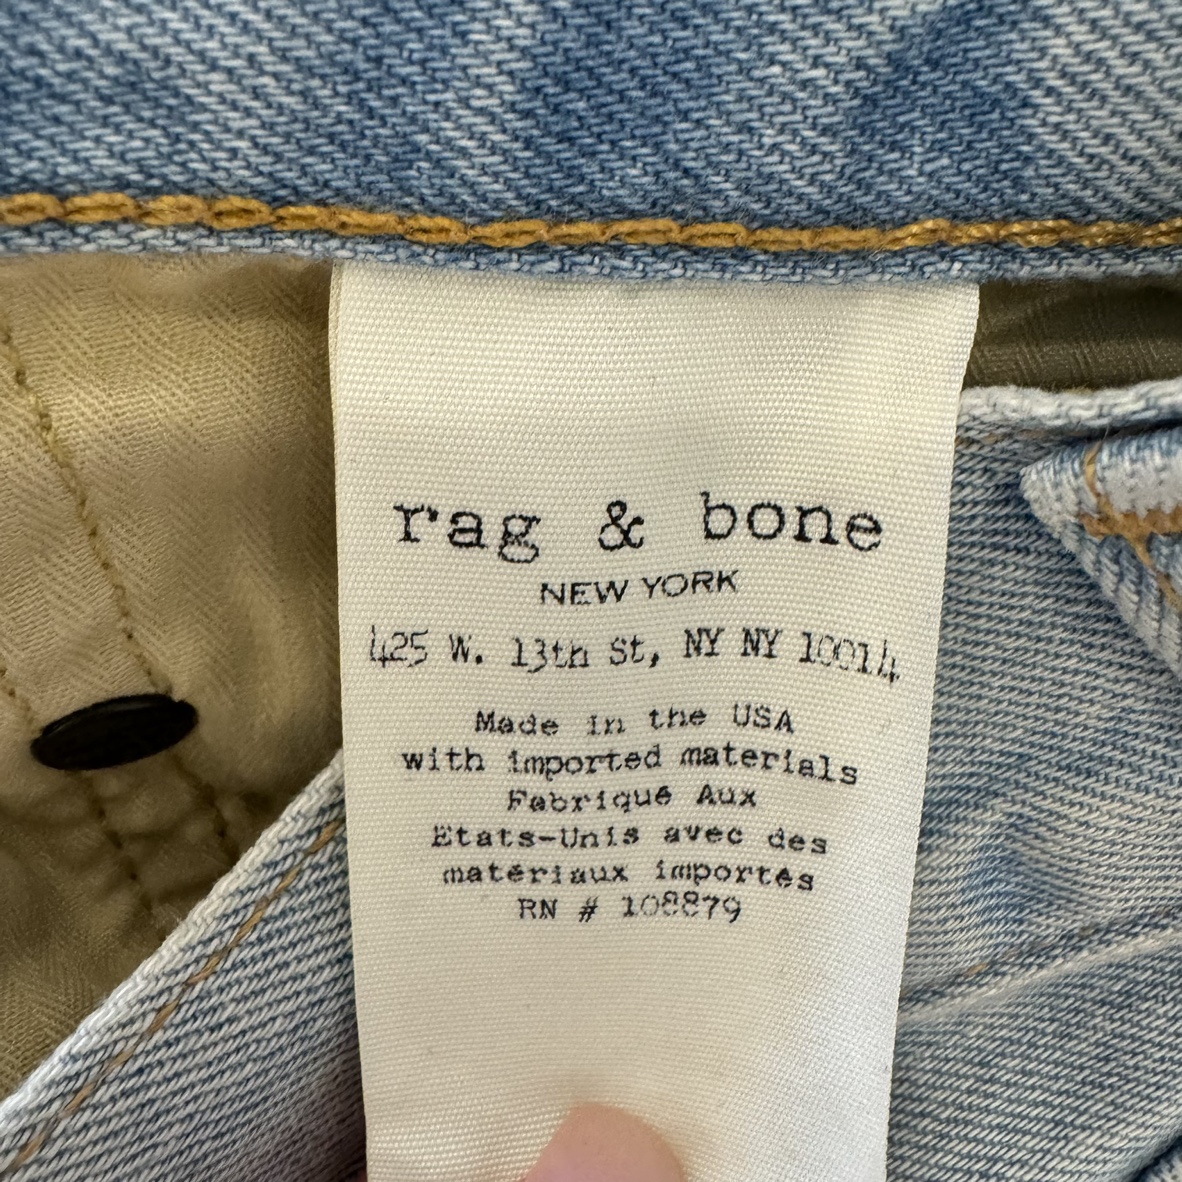 rag & bone
NEW YORK
425 W. 13th St, NY NY 10014
Made in the USA
with imported materials
Fabriqué Aux
Etats-Unis avec des
matériaux importés
RN # 108879